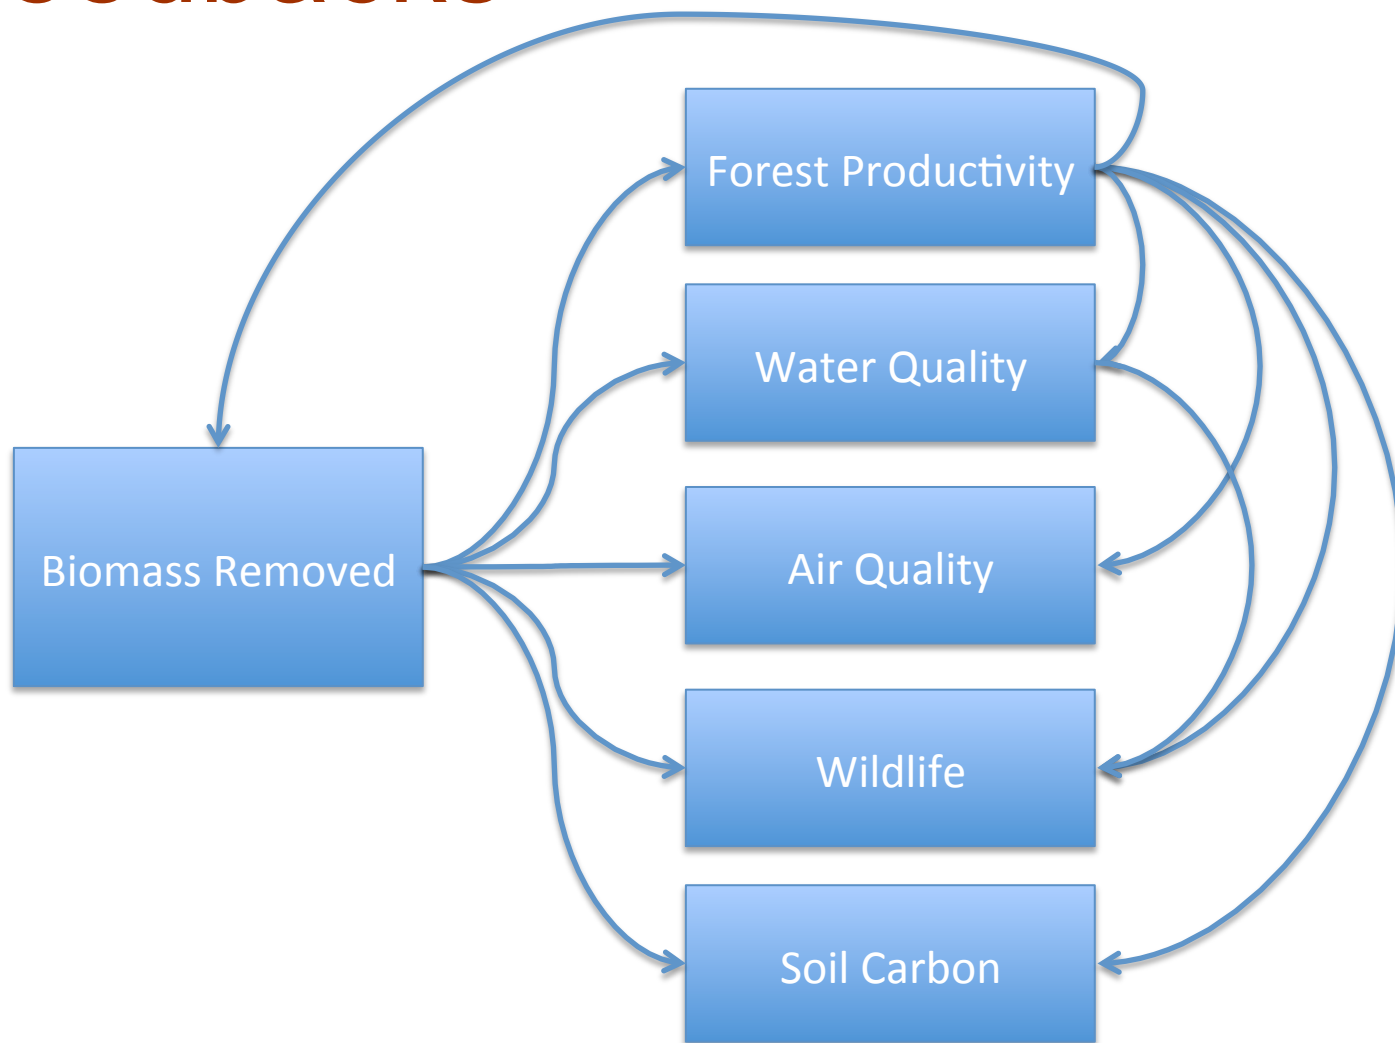 Forest Productivity
Water Quality
Biomass Removed
Air Quality
Wildlife
Soil Carbon